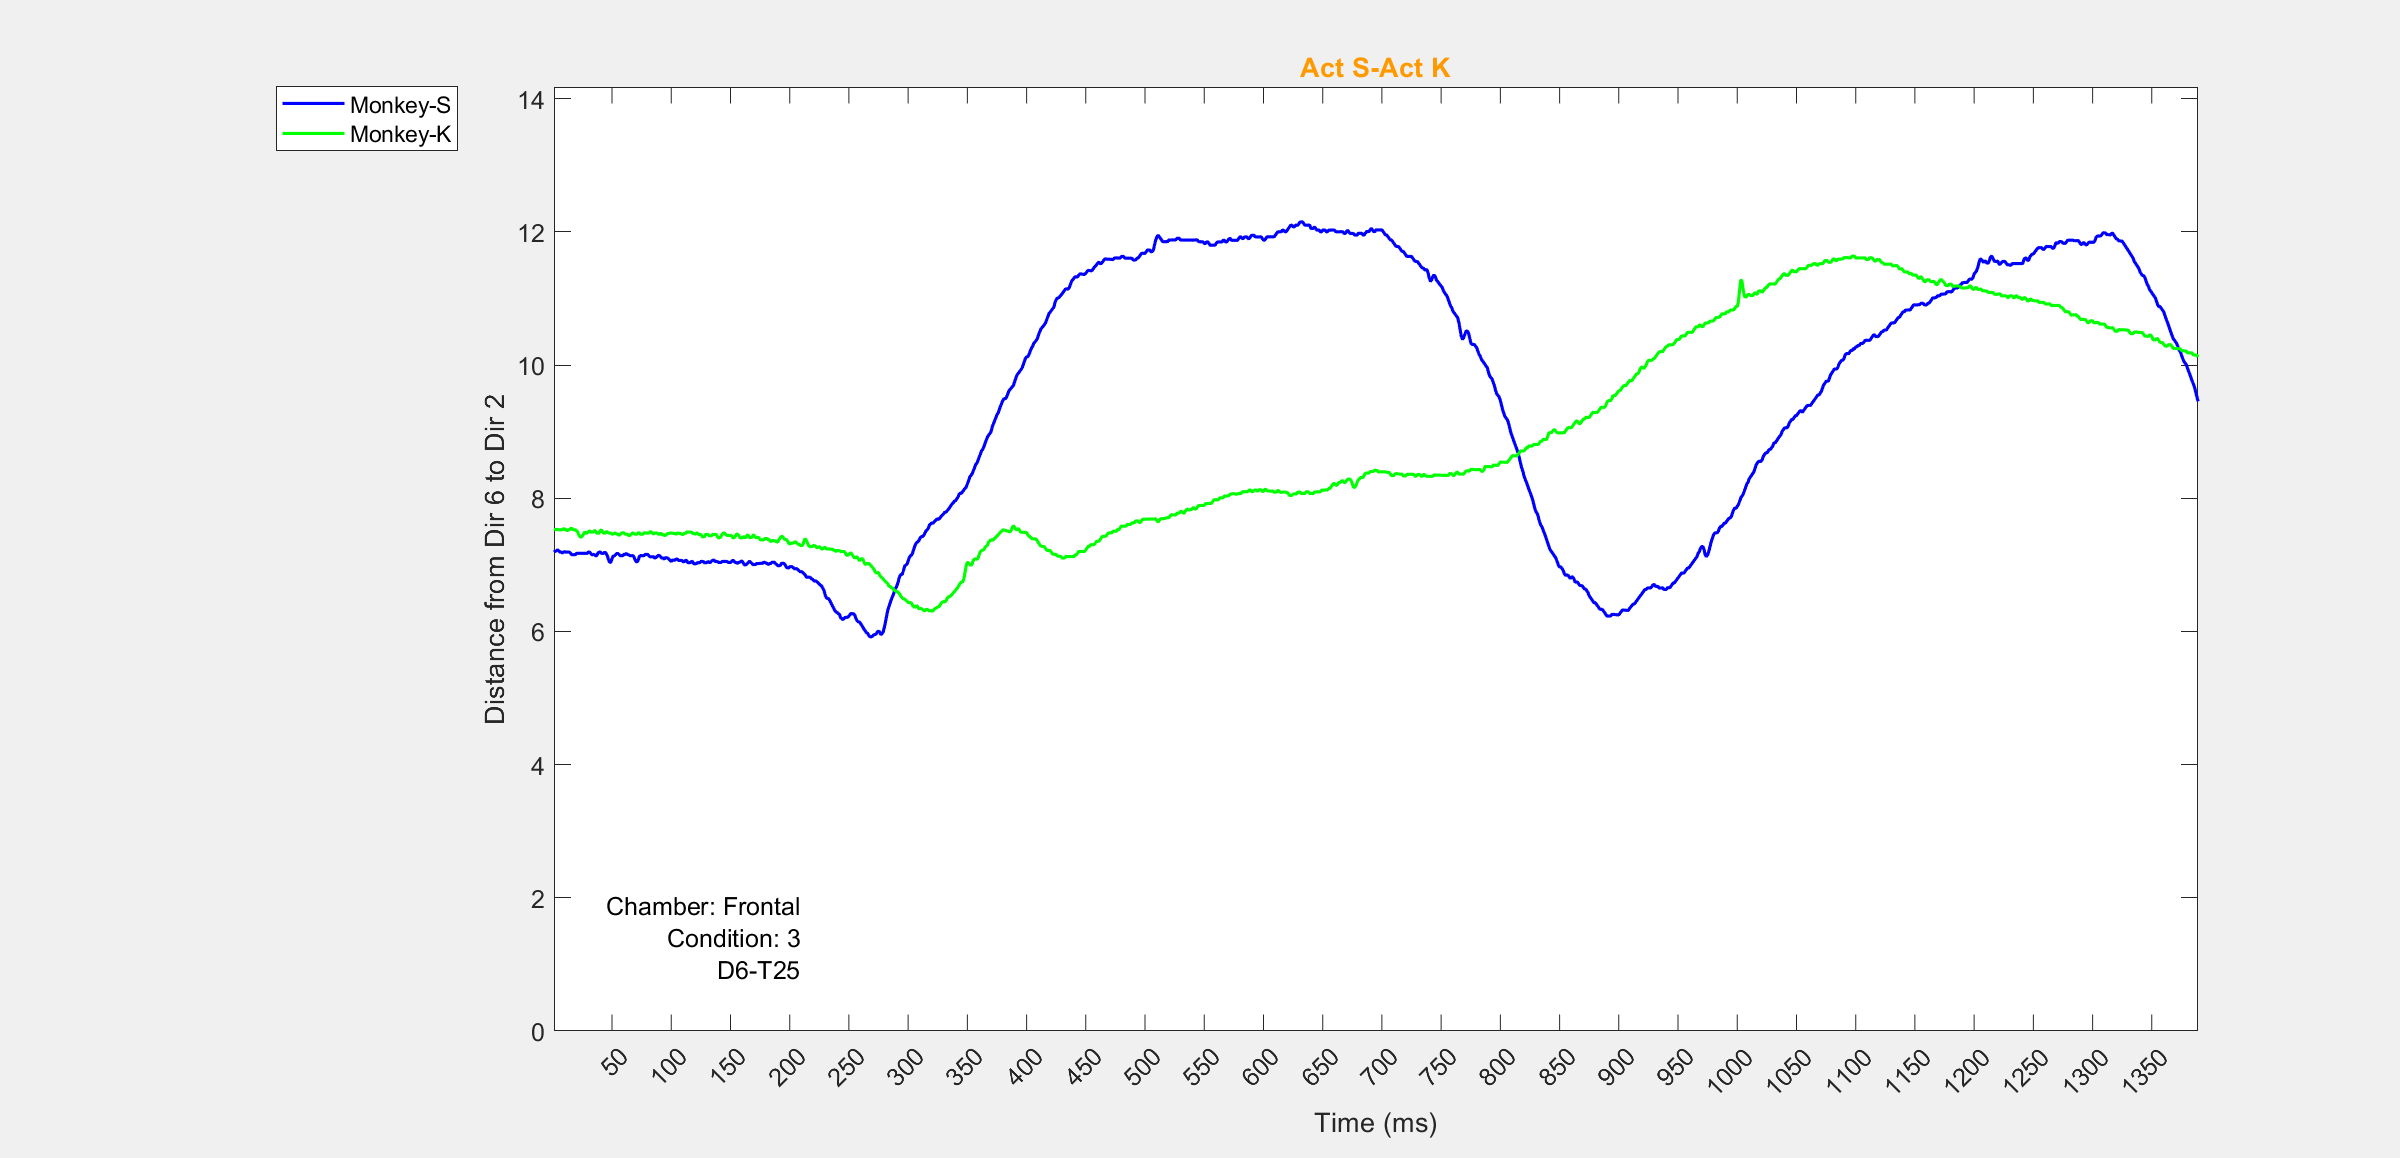 Act S-Act K
Monkey-S
Monkey-K
14
12
10
8
6
4
2
0
Distance from Dir 6 to Dir 2
Chamber: Frontal
Condition: 3
D6-T25
50 100 150 200 250 300 350 400 450 500 550 600 650 700 750 800 850 900 950 1000 1050 1100 1150 1200 1250 1300 1350
Time (ms)